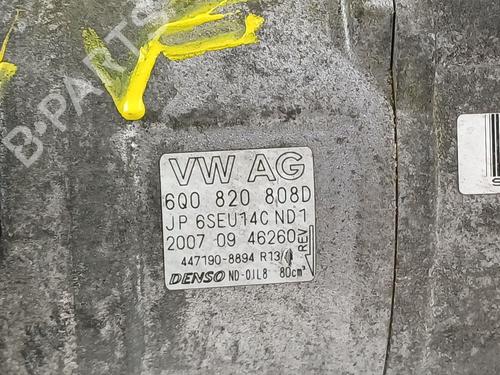 B-PARTS
VW AG
6Q0 820 808D
JP 6SEU14C ND1
2007 09 46260
REV
447190-8894 R134
DENSO ND-OIL8 80cm³